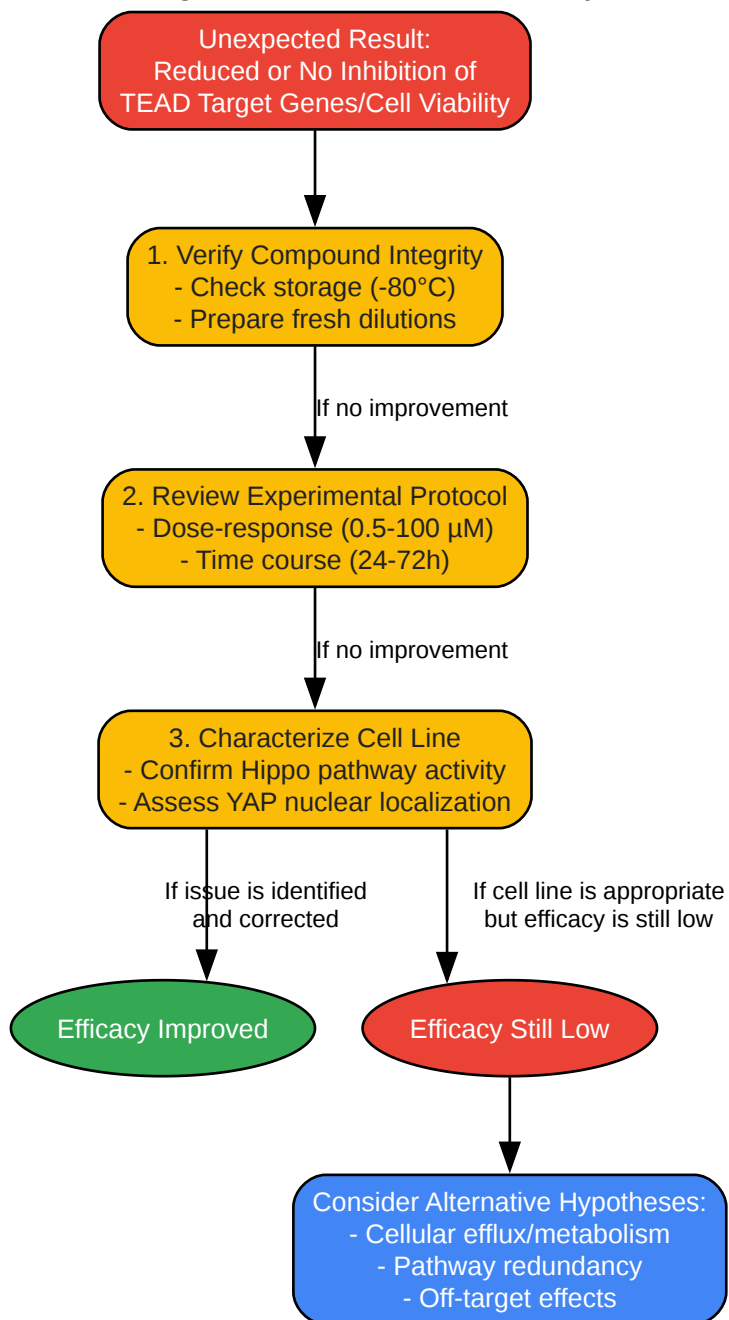 Unexpected Result:
Reduced or No Inhibition of
TEAD Target Genes/Cell Viability
1. Verify Compound Integrity
- Check storage (-80°C)
- Prepare fresh dilutions
If no improvement
2. Review Experimental Protocol
- Dose-response (0.5-100 µM)
- Time course (24-72h)
If no improvement
3. Characterize Cell Line
- Confirm Hippo pathway activity
- Assess YAP nuclear localization
If issue is identified
and corrected
If cell line is appropriate
but efficacy is still low
Efficacy Improved
Efficacy Still Low
Consider Alternative Hypotheses:
- Cellular efflux/metabolism
- Pathway redundancy
- Off-target effects